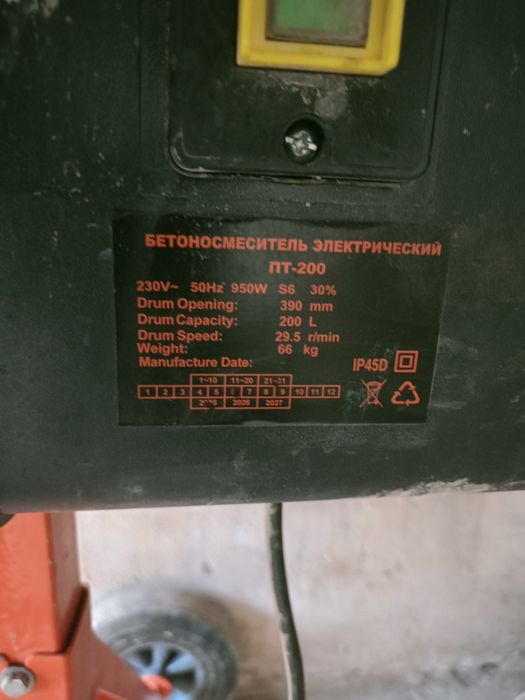 БЕТОНОСМЕСИТЕЛЬ ЭЛЕКТРИЧЕСКИЙ
ПТ-200
230V~ 50Hz 950W S6 30%
Drum Opening: 390 mm
Drum Capacity: 200 L
Drum Speed: 29.5 r/min
Weight: 66 kg
Manufacture Date:
IP45D
1~10 11~20 21~31
1 2 3 4 5 7 8 9 10 11 12
2026 2027